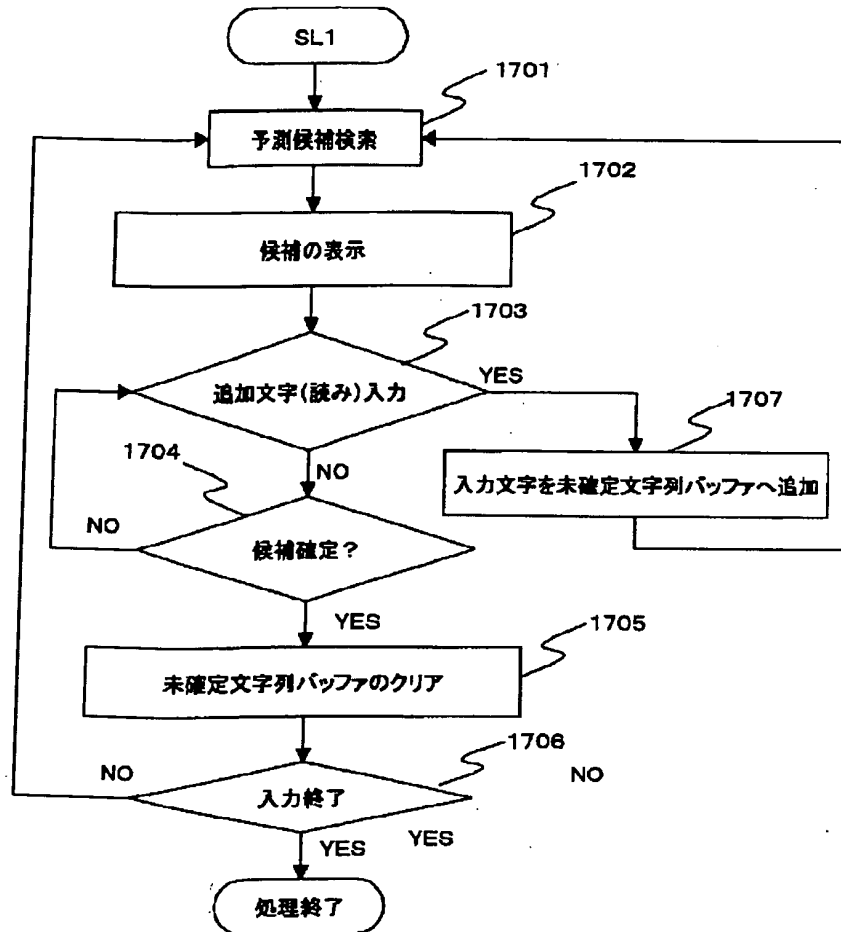 SL1
1701
予測候補検索
1702
候補の表示
1703
追加文字(読み)入力
YES
1707
入力文字を未確定文字列バッファへ追加
1704
NO
NO
候補確定？
YES
1705
未確定文字列バッファのクリア
1706
NO
NO
入力終了
YES
YES
処理終了